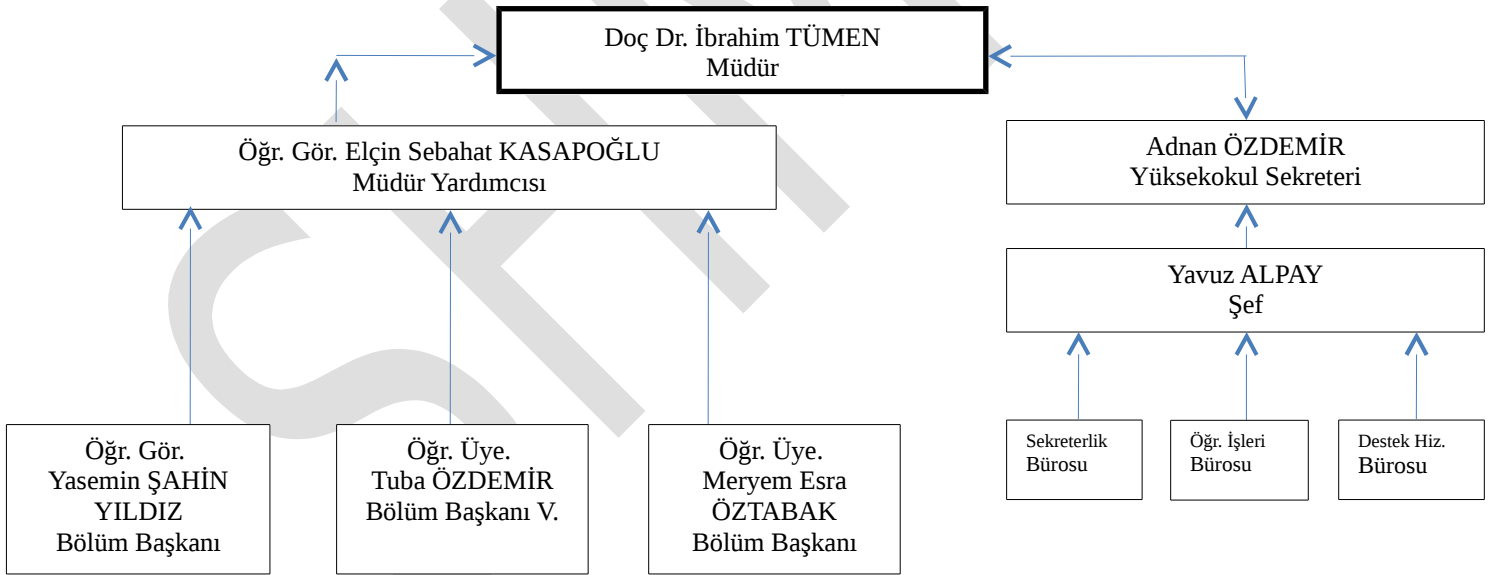 Doç Dr. İbrahim TÜMEN
Müdür
Öğr. Gör. Elçin Sebahat KASAPOĞLU
Müdür Yardımcısı
Adnan ÖZDEMİR
Yüksekokul Sekreteri
Yavuz ALPAY
Şef
Öğr. Gör.
Yasemin ŞAHİN
YILDIZ
Bölüm Başkanı
Öğr. Üye.
Tuba ÖZDEMİR
Bölüm Başkanı V.
Öğr. Üye.
Meryem Esra
ÖZTABAK
Bölüm Başkanı
Sekreterlik
Bürosu
Öğr. İşleri
Bürosu
Destek Hiz.
Bürosu